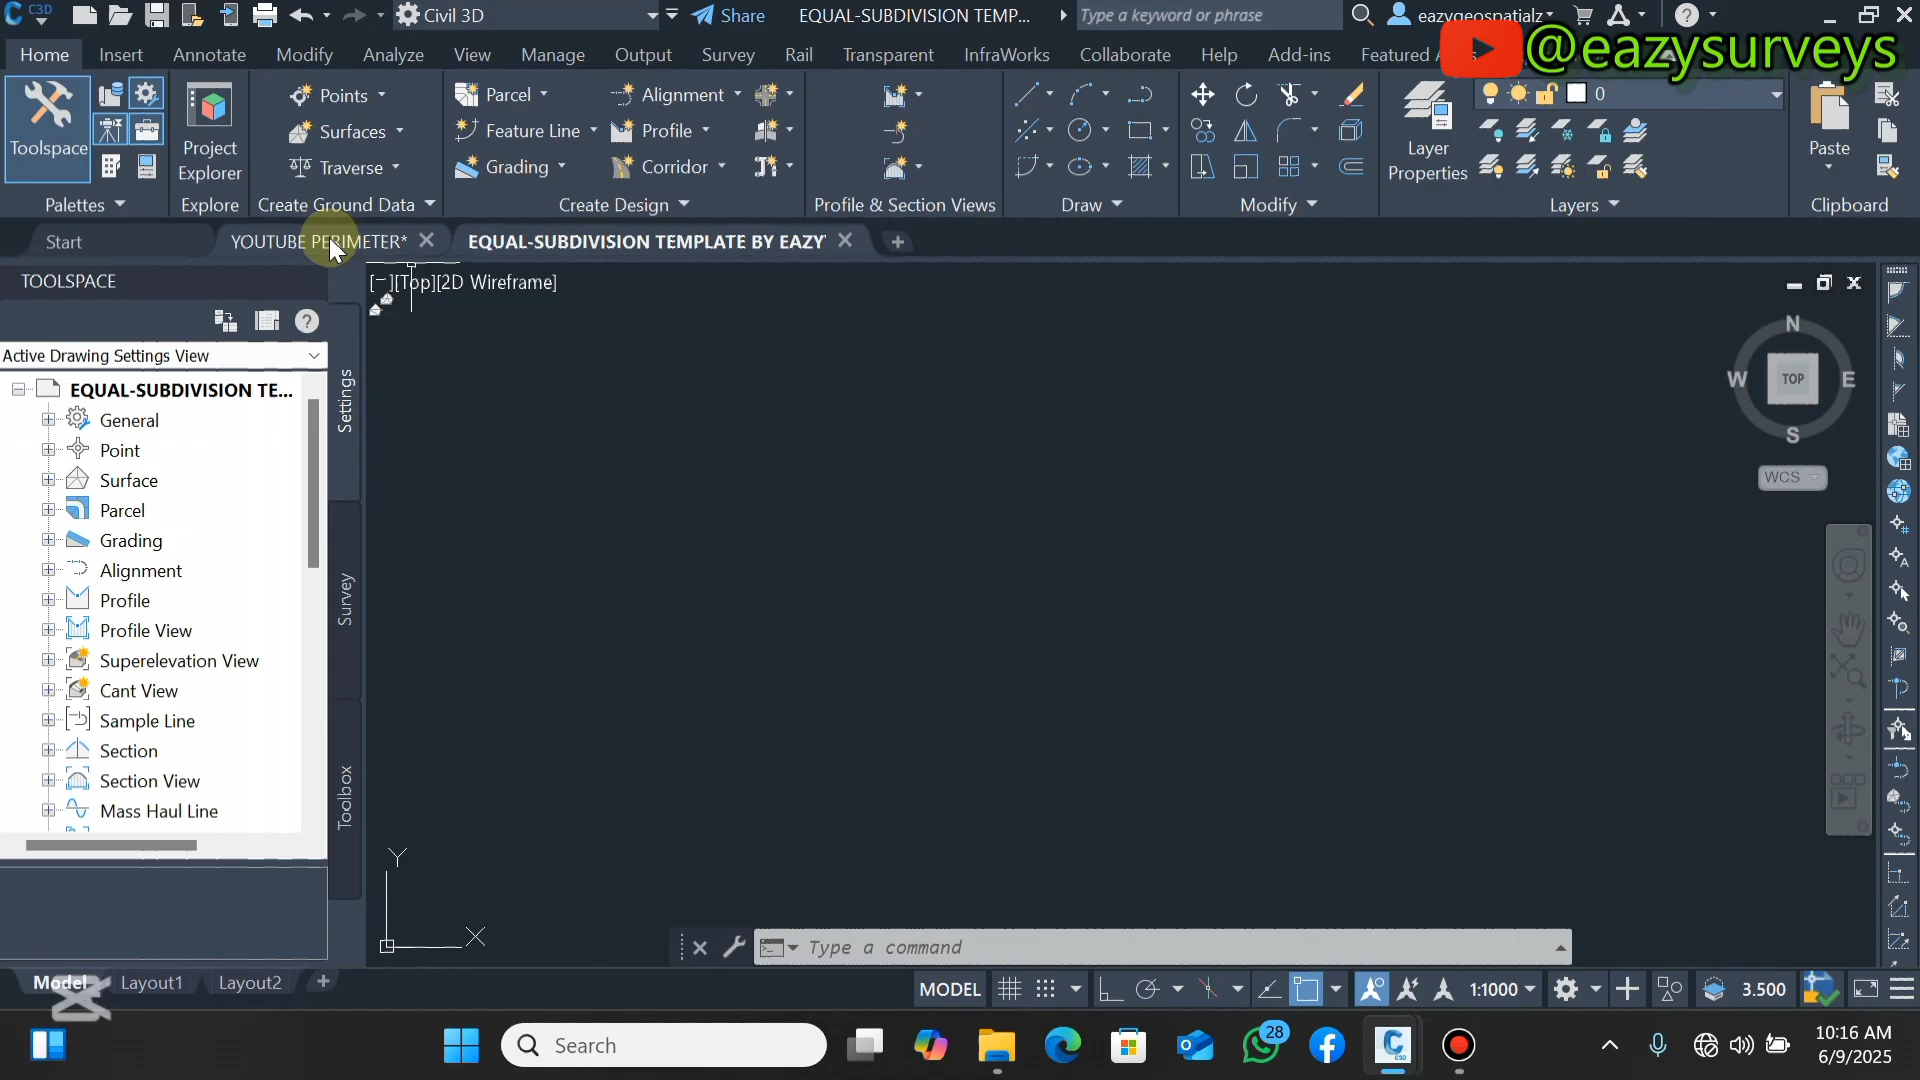 C3D
Civil 3D
Share
EQUAL-SUBDIVISION TEMP...
Type a keyword or phrase
eazygeospatialz
@eazysurveys
Home
Insert
Annotate
Modify
Analyze
View
Manage
Output
Survey
Rail
Transparent
InfraWorks
Collaborate
Help
Add-ins
Featured
Toolspace
Project
Explorer
Points
Surfaces
Traverse
Parcel
Feature Line
Grading
Alignment
Profile
Corridor
Layer
Properties
0
Paste
Palettes
Explore
Create Ground Data
Create Design
Profile & Section Views
Draw
Modify
Layers
Clipboard
Start
YOUTUBE PERIMETER*
EQUAL-SUBDIVISION TEMPLATE BY EAZY
TOOLSPACE
[−][Top][2D Wireframe]
Active Drawing Settings View
EQUAL-SUBDIVISION TE...
General
Point
Surface
Parcel
Grading
Alignment
Profile
Profile View
Superelevation View
Cant View
Sample Line
Section
Section View
Mass Haul Line
Settings
Survey
Toolbox
N
W
TOP
E
S
WCS
Y
X
Type a command
Model
Layout1
Layout2
MODEL
1:1000
3.500
Search
28
C3D
10:16 AM
6/9/2025